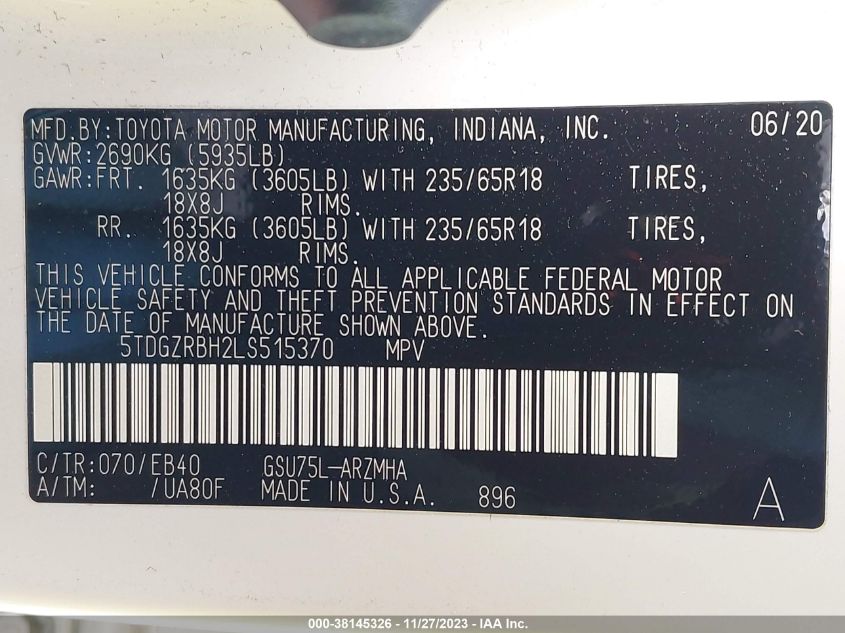 MFD.BY:TOYOTA MOTOR MANUFACTURING, INDIANA, INC. 06/20
GVWR:2690KG (5935LB)
GAWR:FRT. 1635KG (3605LB) WITH 235/65R18 TIRES,
18X8J RIMS.
RR. 1635KG (3605LB) WITH 235/65R18 TIRES,
18X8J RIMS.
THIS VEHICLE CONFORMS TO ALL APPLICABLE FEDERAL MOTOR
VEHICLE SAFETY AND THEFT PREVENTION STANDARDS IN EFFECT ON
THE DATE OF MANUFACTURE SHOWN ABOVE.
5TDGZRBH2LS515370 MPV
C/TR:070/EB40 GSU75L-ARZMHA
A/TM: /UA80F MADE IN U.S.A. 896 A
000-38145326 - 11/27/2023 - IAA Inc.